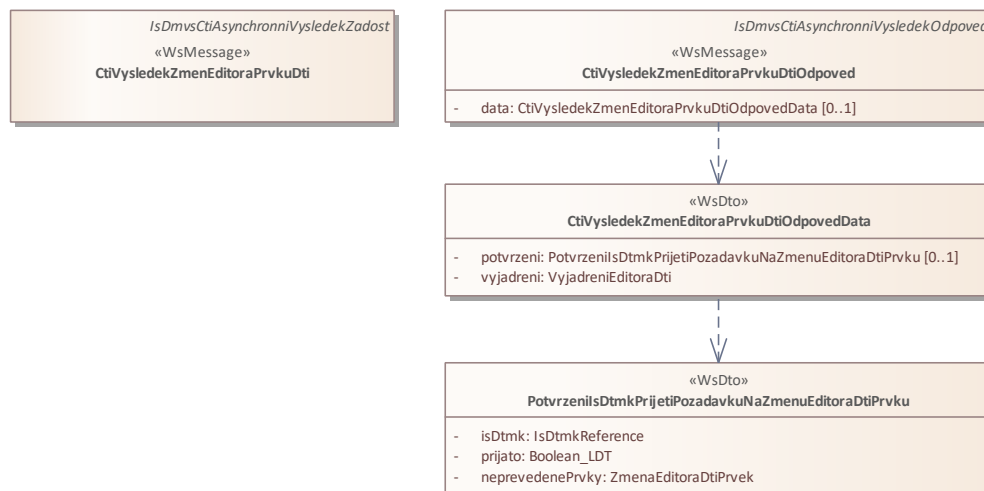 IsDmvsCtiAsynchronniVysledekZadost
«WsMessage»
CtiVysledekZmenEditoraPrvkuDti
IsDmvsCtiAsynchronniVysledekOdpoved
«WsMessage»
CtiVysledekZmenEditoraPrvkuDtiOdpoved
- data: CtiVysledekZmenEditoraPrvkuDtiOdpovedData [0..1]
«WsDto»
CtiVysledekZmenEditoraPrvkuDtiOdpovedData
- potvrzeni: PotvrzeniIsDtmkPrijetiPozadavkuNaZmenuEditoraDtiPrvku [0..1]
- vyjadreni: VyjadreniEditoraDti
«WsDto»
PotvrzeniIsDtmkPrijetiPozadavkuNaZmenuEditoraDtiPrvku
- isDtmk: IsDtmkReference
- prijato: Boolean_LDT
- neprevedenePrvky: ZmenaEditoraDtiPrvek